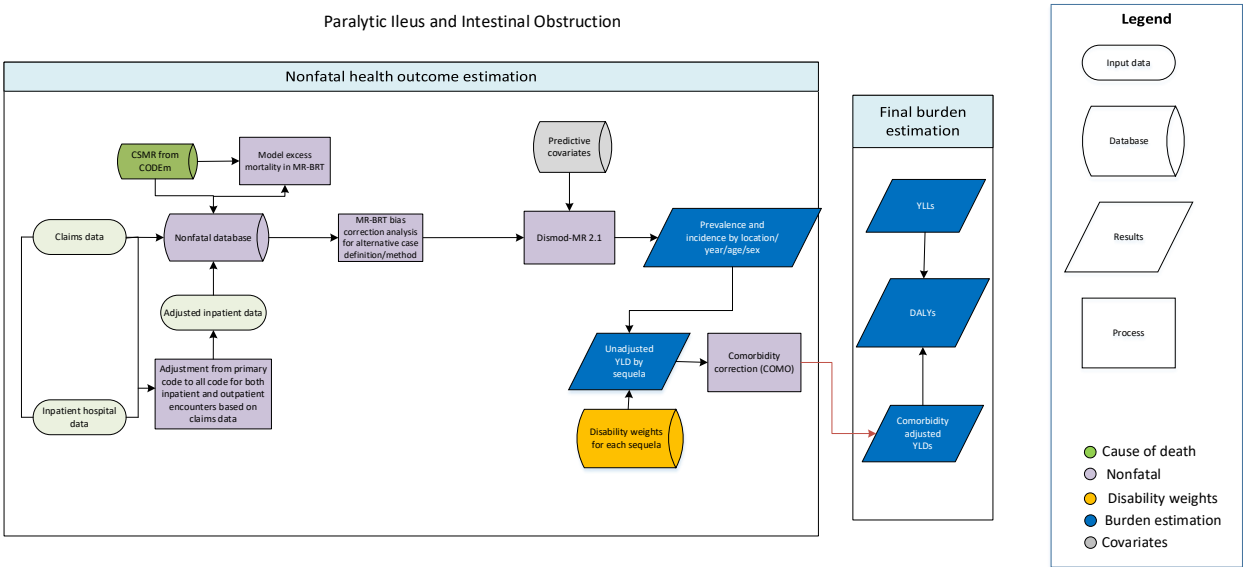 Paralytic Ileus and Intestinal Obstruction
Nonfatal health outcome estimation
CSMR from
CODEm
Model excess
mortality in MR-BRT
Predictive
covariates
Claims data
Nonfatal database
MR-BRT bias
correction analysis
for alternative case
definition/method
Dismod-MR 2.1
Prevalence and
incidence by location/
year/age/sex
Adjusted inpatient data
Adjustment from primary
code to all code for both
inpatient and outpatient
encounters based on
claims data
Inpatient hospital
data
Unadjusted
YLD by
sequela
Comorbidity
correction (COMO)
Disability weights
for each sequela
Final burden
estimation
YLLs
DALYs
Comorbidity
adjusted
YLDs
Legend
Input data
Database
Results
Process
Cause of death
Nonfatal
Disability weights
Burden estimation
Covariates